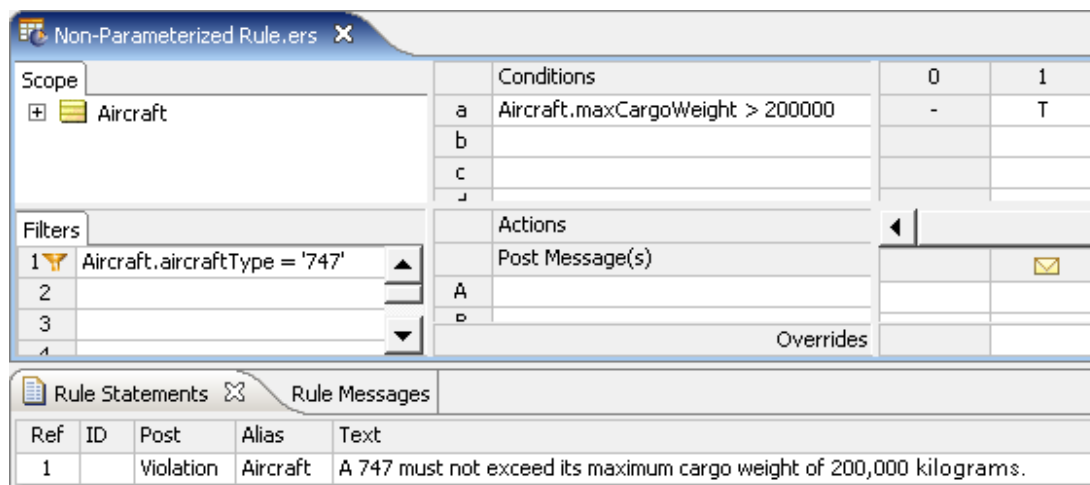 Non-Parameterized Rule.ers
Scope
Aircraft
Conditions 0 1
a Aircraft.maxCargoWeight > 200000 - T
b
c
Filters
1 Aircraft.aircraftType = '747'
2
3
Actions
Post Message(s)
A
Overrides
Rule Statements Rule Messages
Ref ID Post Alias Text
1 Violation Aircraft A 747 must not exceed its maximum cargo weight of 200,000 kilograms.